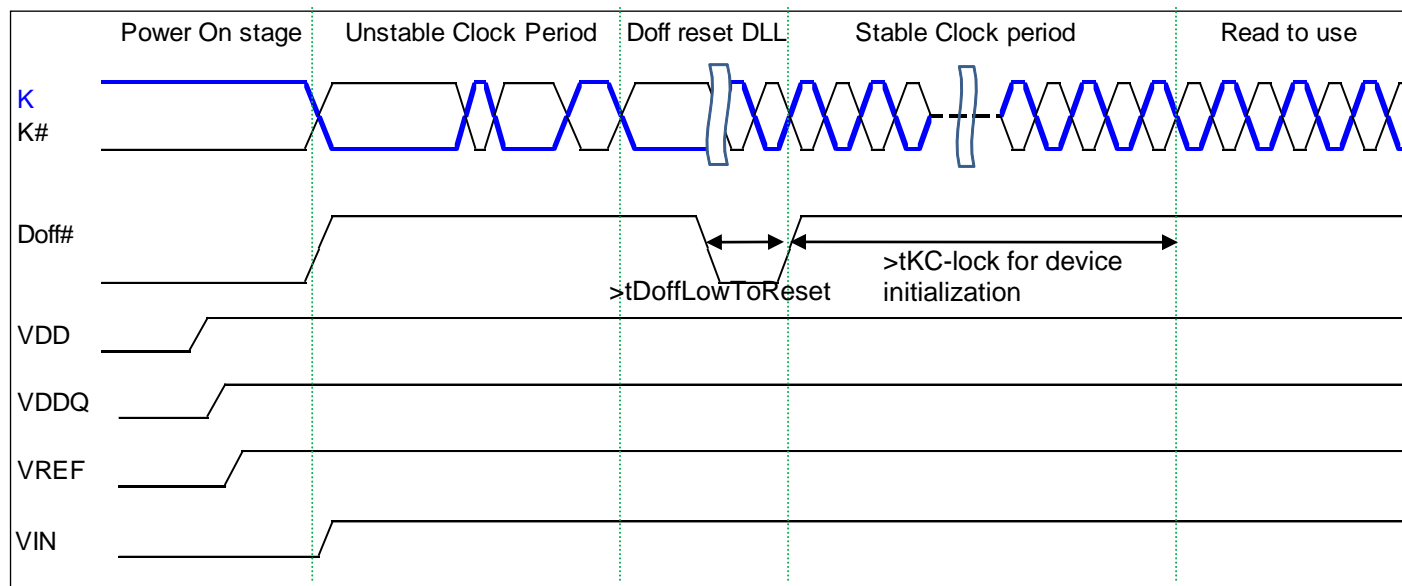 Power On stage
Unstable Clock Period
Doff reset DLL
Stable Clock period
Read to use
K
K#
Doff#
>tDoffLowToReset
>tKC-lock for device
initialization
VDD
VDDQ
VREF
VIN